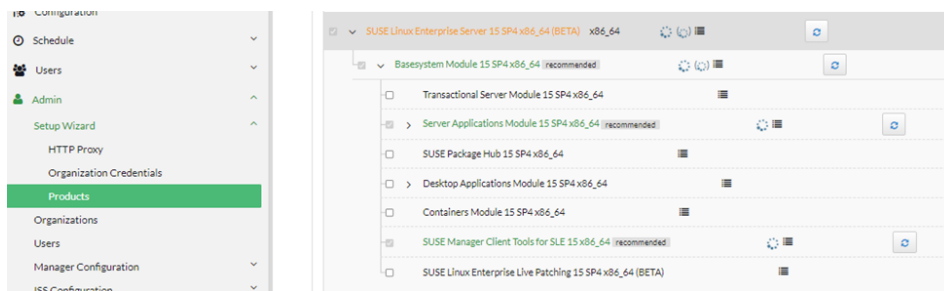 Configuration
Schedule
Users
Admin
Setup Wizard
HTTP Proxy
Organization Credentials
Products
Organizations
Users
Manager Configuration
ISS Configuration
SUSE Linux Enterprise Server 15 SP4 x86_64 (BETA) x86_64
Basesystem Module 15 SP4 x86_64 recommended
Transactional Server Module 15 SP4 x86_64
Server Applications Module 15 SP4 x86_64 recommended
SUSE Package Hub 15 SP4 x86_64
Desktop Applications Module 15 SP4 x86_64
Containers Module 15 SP4 x86_64
SUSE Manager Client Tools for SLE 15 x86_64 recommended
SUSE Linux Enterprise Live Patching 15 SP4 x86_64 (BETA)